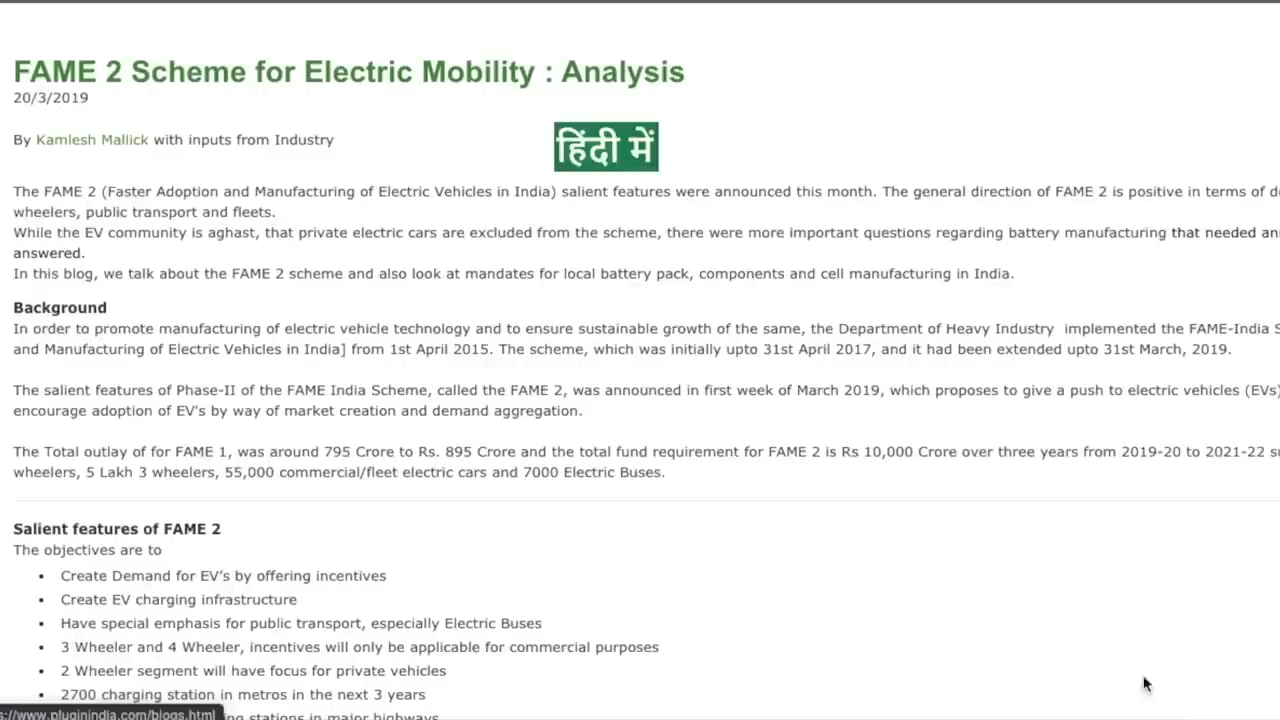 FAME 2 Scheme for Electric Mobility : Analysis
20/3/2019
By Kamlesh Mallick with inputs from Industry
हिंदी में
The FAME 2 (Faster Adoption and Manufacturing of Electric Vehicles in India) salient features were announced this month. The general direction of FAME 2 is positive in terms of
wheelers, public transport and fleets.
While the EV community is aghast, that private electric cars are excluded from the scheme, there were more important questions regarding battery manufacturing that needed
answered.
In this blog, we talk about the FAME 2 scheme and also look at mandates for local battery pack, components and cell manufacturing in India.
Background
In order to promote manufacturing of electric vehicle technology and to ensure sustainable growth of the same, the Department of Heavy Industry implemented the FAME-India
and Manufacturing of Electric Vehicles in India] from 1st April 2015. The scheme, which was initially upto 31st April 2017, and it had been extended upto 31st March, 2019.
The salient features of Phase-II of the FAME India Scheme, called the FAME 2, was announced in first week of March 2019, which proposes to give a push to electric vehicles (EVs)
encourage adoption of EV's by way of market creation and demand aggregation.
The Total outlay of for FAME 1, was around 795 Crore to Rs. 895 Crore and the total fund requirement for FAME 2 is Rs 10,000 Crore over three years from 2019-20 to 2021-22
wheelers, 5 Lakh 3 wheelers, 55,000 commercial/fleet electric cars and 7000 Electric Buses.
Salient features of FAME 2
The objectives are to
• Create Demand for EV's by offering incentives
• Create EV charging infrastructure
• Have special emphasis for public transport, especially Electric Buses
• 3 Wheeler and 4 Wheeler, incentives will only be applicable for commercial purposes
• 2 Wheeler segment will have focus for private vehicles
• 2700 charging station in metros in the next 3 years
s://www.pluginindia.com/blogs.html
stations in major highways